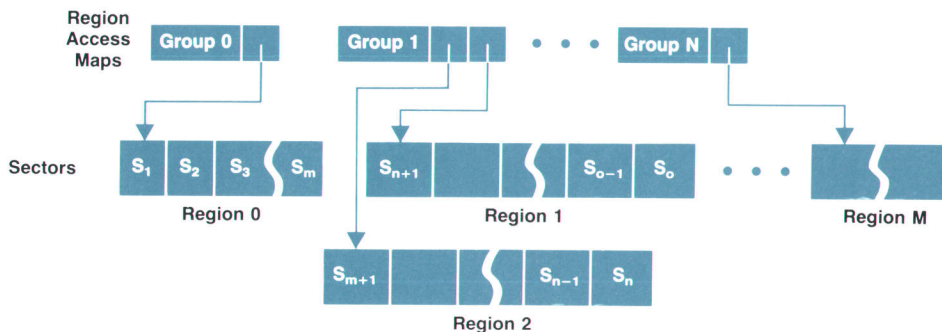 Region
Access
Maps
Group 0
Group 1
• • •
Group N
Sectors
S₁ S₂ S₃ Sₘ
Region 0
Sₙ₊₁ Sₒ₋₁ Sₒ
• • •
Region 1
Region M
Sₘ₊₁ Sₙ₋₁ Sₙ
Region 2